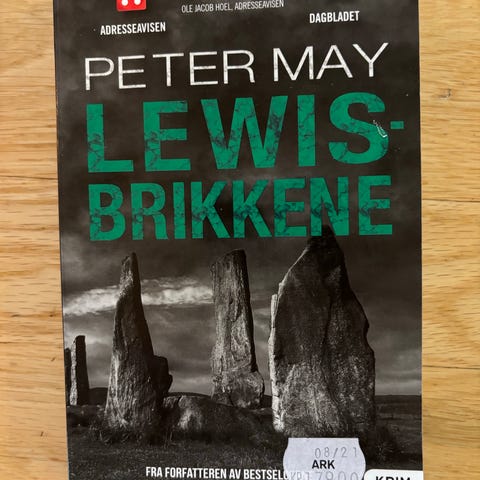 OLE JACOB HOEL, ADRESSEAVISEN
ADRESSEAVISEN
DAGBLADET
PETER MAY
LEWIS-
BRIKKENE
08/21
ARK
FRA FORFATTEREN AV
KRIM